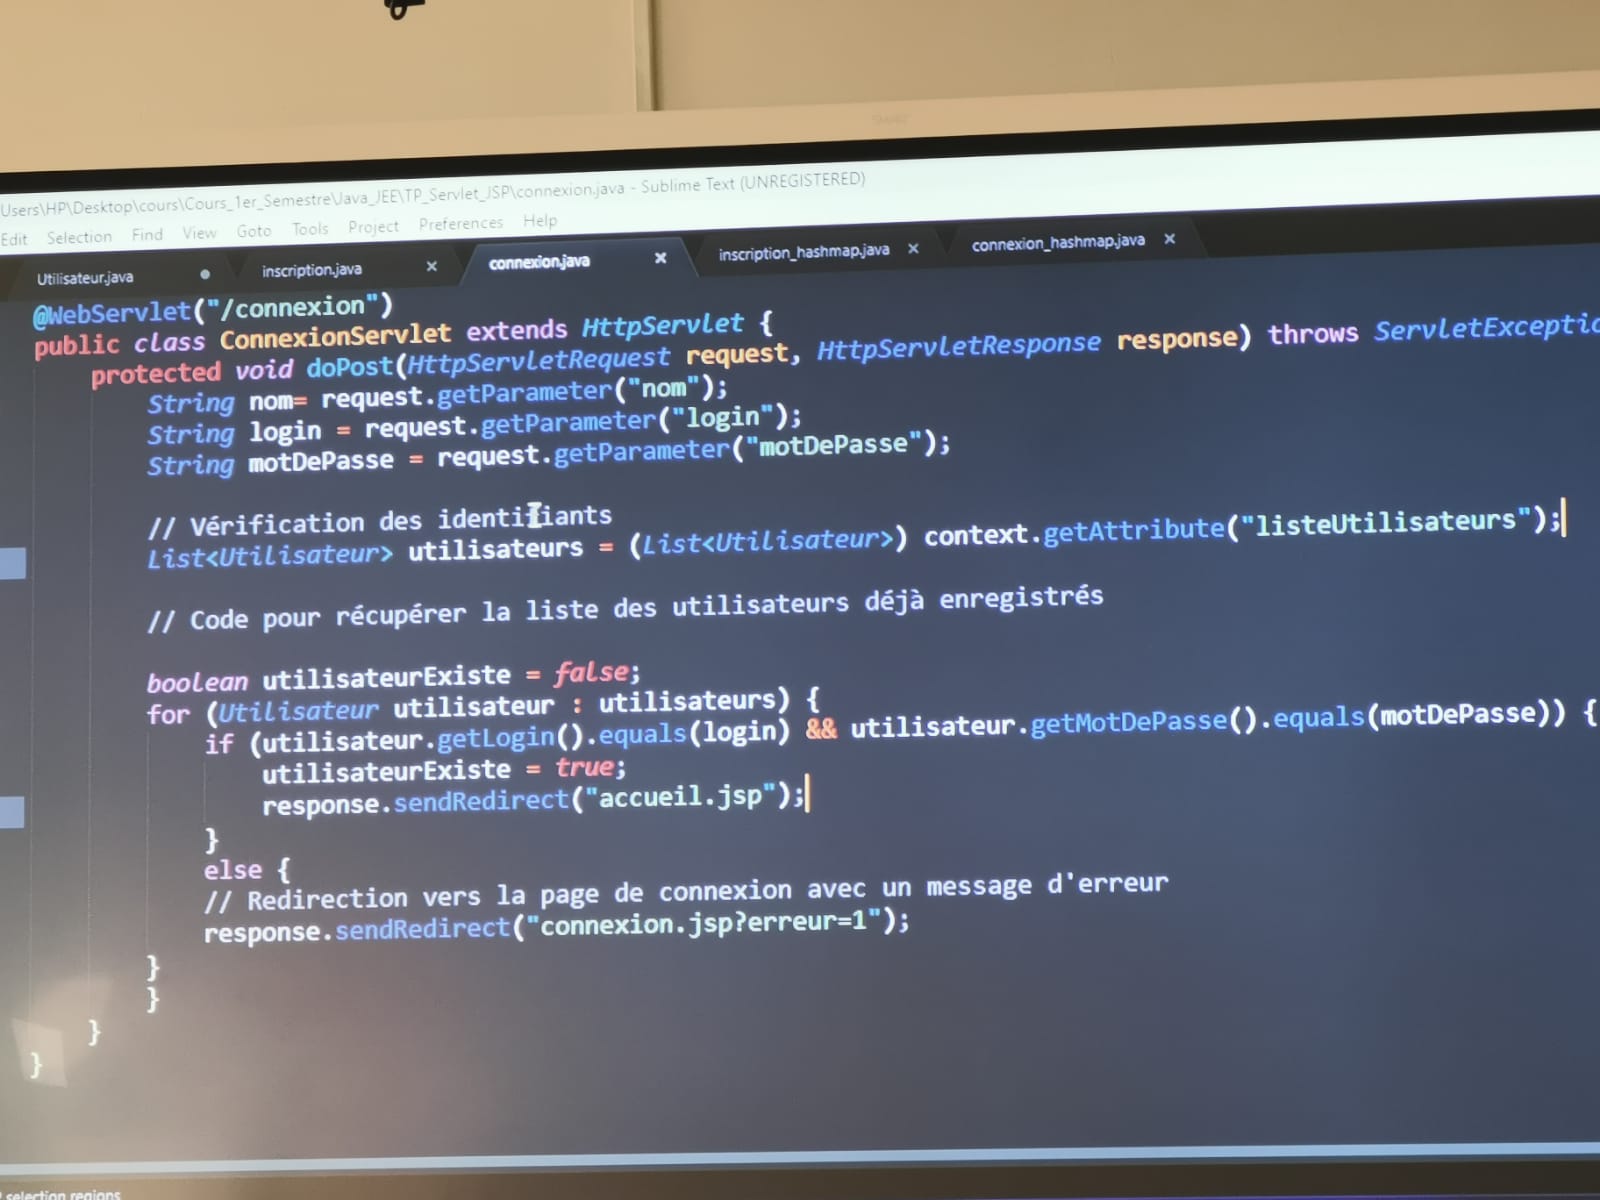 Users\HP\Desktop\cours\Cours_1er_Semestre\Java_JEE\TP_Servlet_JSP\connexion.java - Sublime Text (UNREGISTERED)
Edit Selection Find View Goto Tools Project Preferences Help
Utilisateur.java inscription.java connexion.java inscription_hashmap.java connexion_hashmap.java
@WebServlet("/connexion")
public class ConnexionServlet extends HttpServlet {
protected void doPost(HttpServletRequest request, HttpServletResponse response) throws ServletExceptio
String nom= request.getParameter("nom");
String login = request.getParameter("login");
String motDePasse = request.getParameter("motDePasse");
// Vérification des identifiants
List<Utilisateur> utilisateurs = (List<Utilisateur>) context.getAttribute("listeUtilisateurs");
// Code pour récupérer la liste des utilisateurs déjà enregistrés
boolean utilisateurExiste = false;
for (Utilisateur utilisateur : utilisateurs) {
if (utilisateur.getLogin().equals(login) && utilisateur.getMotDePasse().equals(motDePasse)) {
utilisateurExiste = true;
response.sendRedirect("accueil.jsp");
}
else {
// Redirection vers la page de connexion avec un message d'erreur
response.sendRedirect("connexion.jsp?erreur=1");
}
}
}
}
selection regions